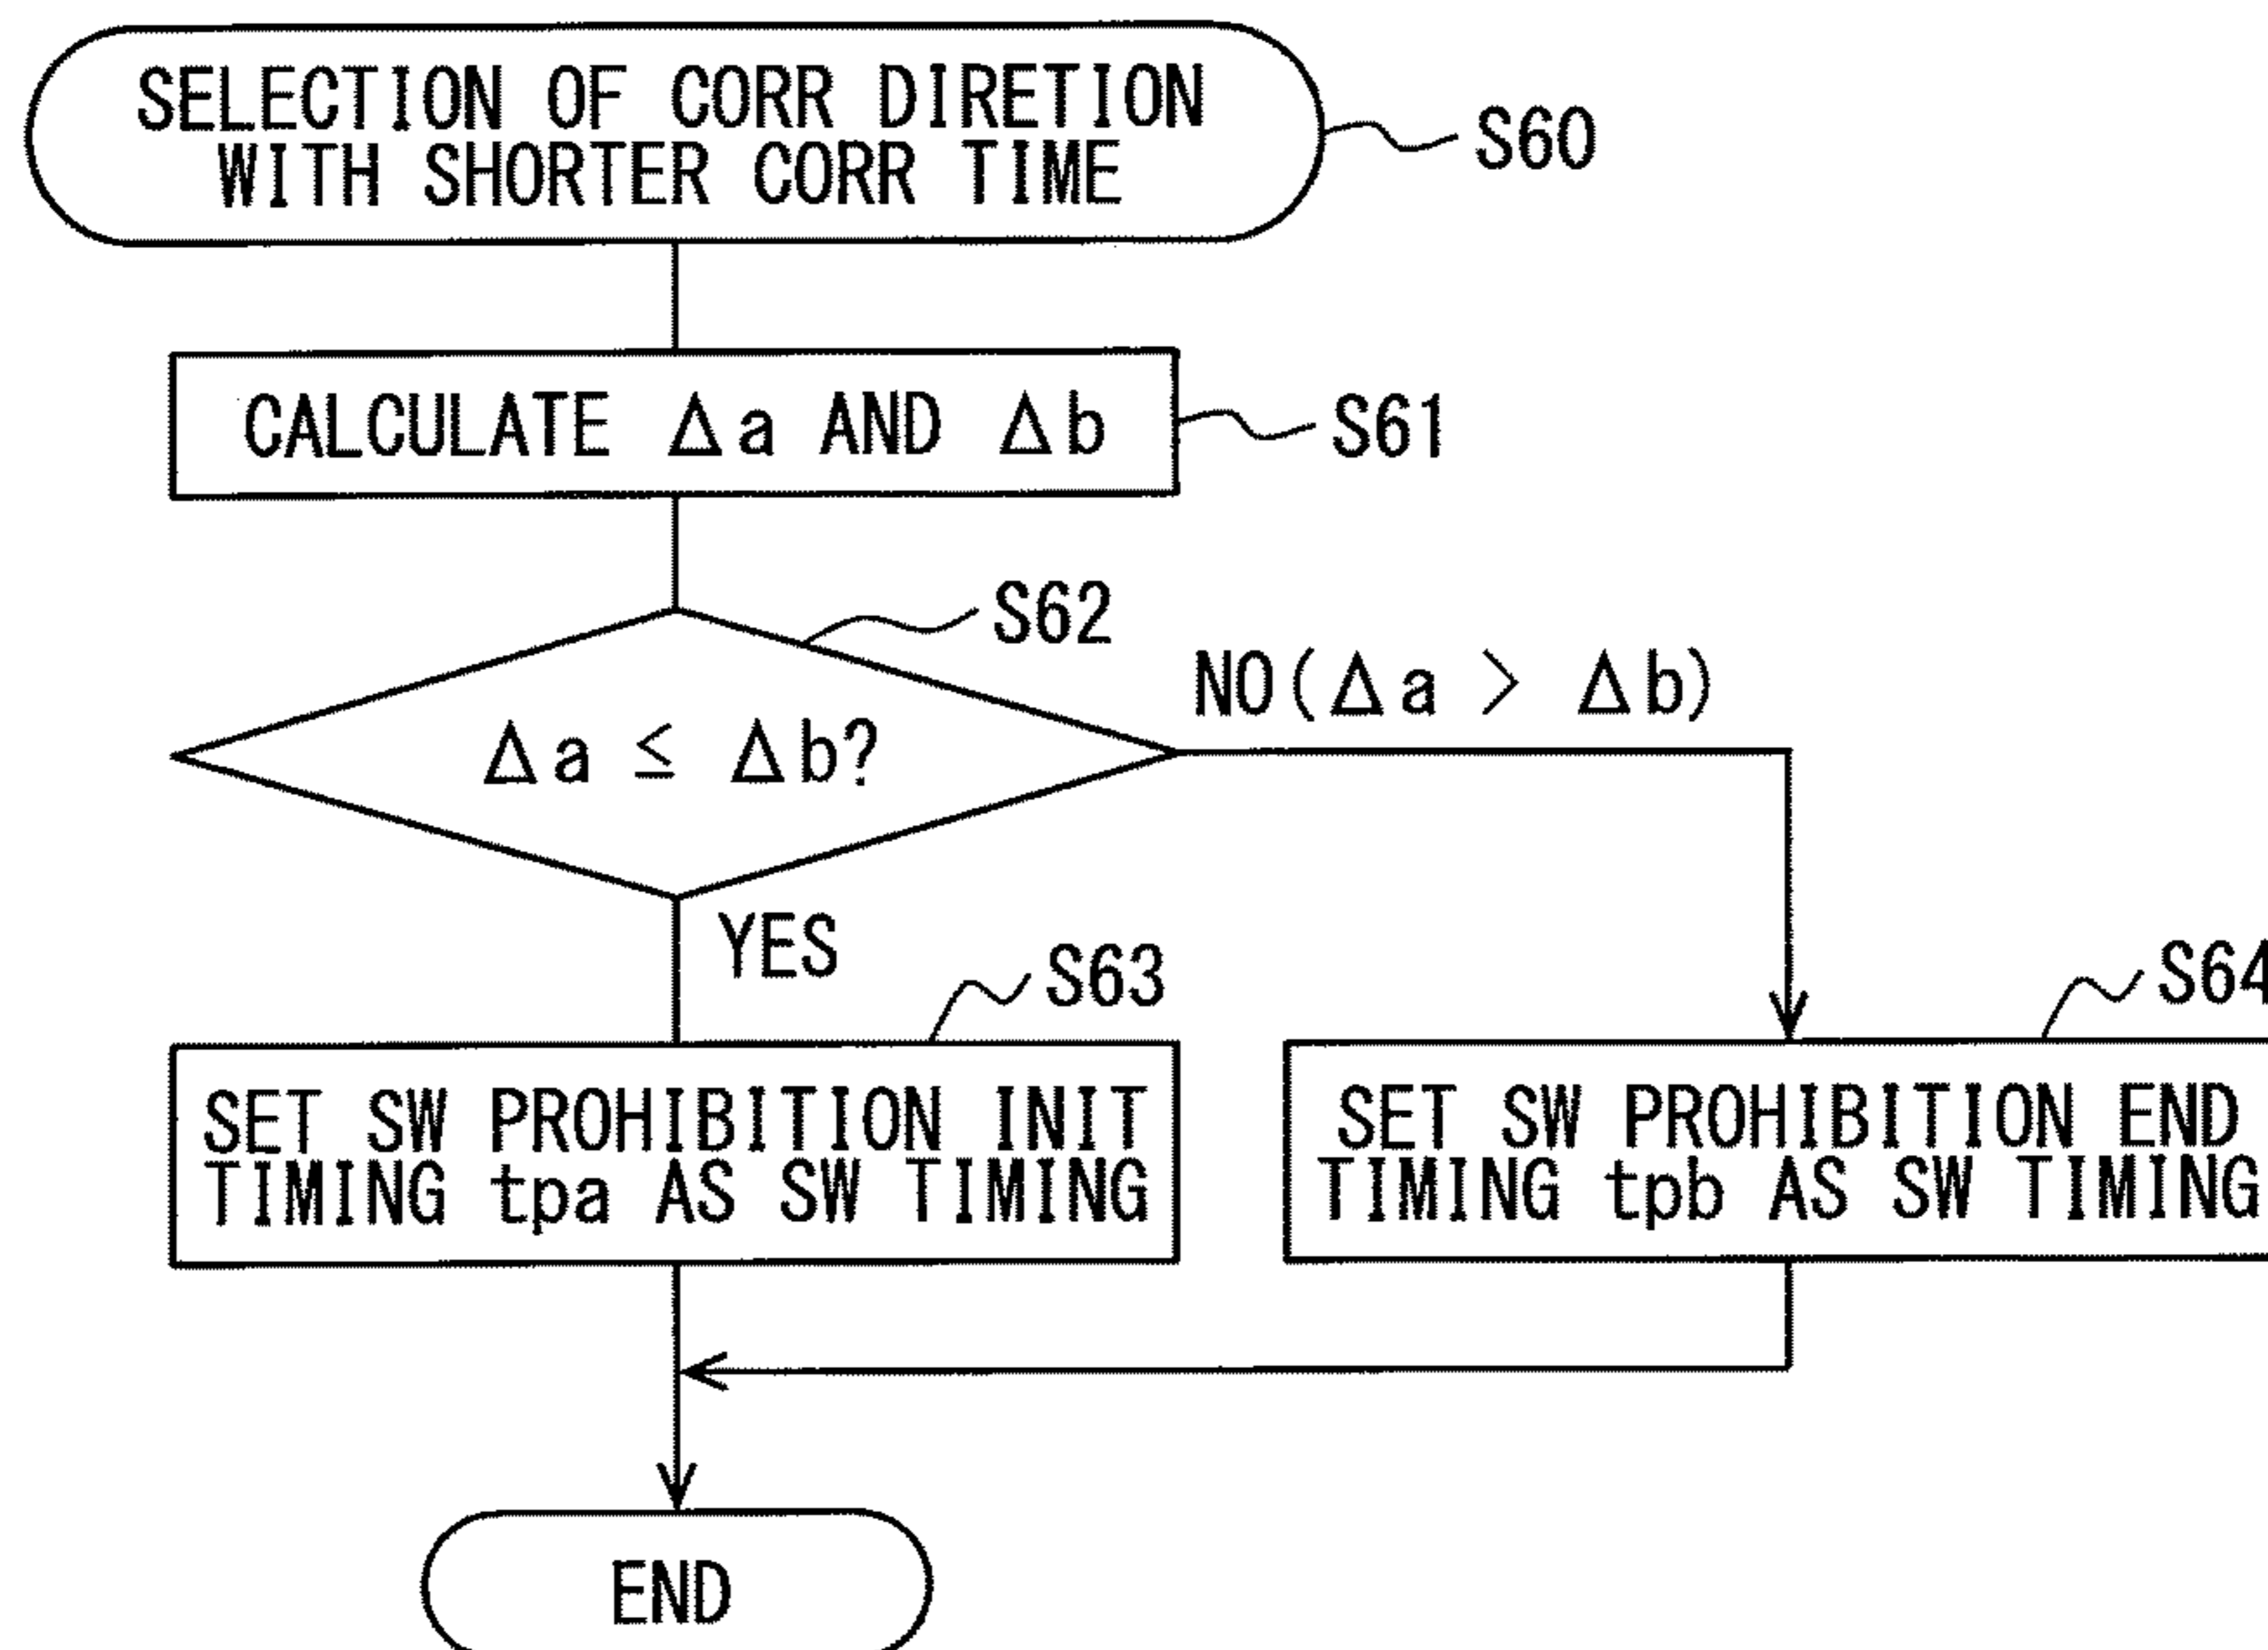 SELECTION OF CORR DIRETION
WITH SHORTER CORR TIME
S60
CALCULATE Δa AND Δb
S61
S62
Δa ≤ Δb?
NO(Δa > Δb)
YES
S63
S64
SET SW PROHIBITION INIT
TIMING tpa AS SW TIMING
SET SW PROHIBITION END
TIMING tpb AS SW TIMING
END